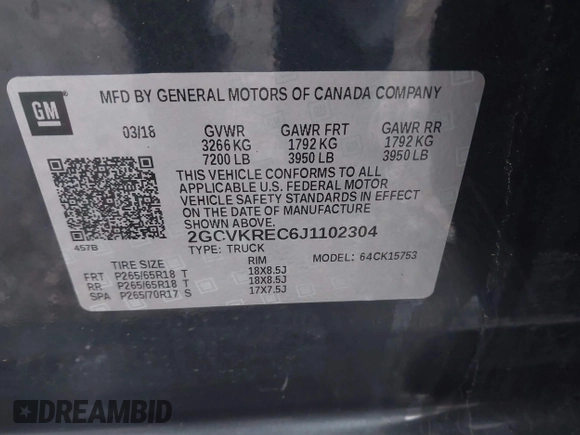 GM
MFD BY GENERAL MOTORS OF CANADA COMPANY
03/18 GVWR GAWR FRT GAWR RR
3266 KG 1792 KG 1792 KG
7200 LB 3950 LB 3950 LB
THIS VEHICLE CONFORMS TO ALL
APPLICABLE U.S. FEDERAL MOTOR
VEHICLE SAFETY STANDARDS IN EFFECT
ON THE DATE OF MANUFACTURE
SHOWN ABOVE.
457B
2GCVKREC6J1102304
TYPE: TRUCK MODEL: 64CK15753
TIRE SIZE RIM
FRT P265/65R18 T 18X8.5J
RR P265/65R18 T 18X8.5J
SPA P265/70R17 S 17X7.5J
DREAMBID